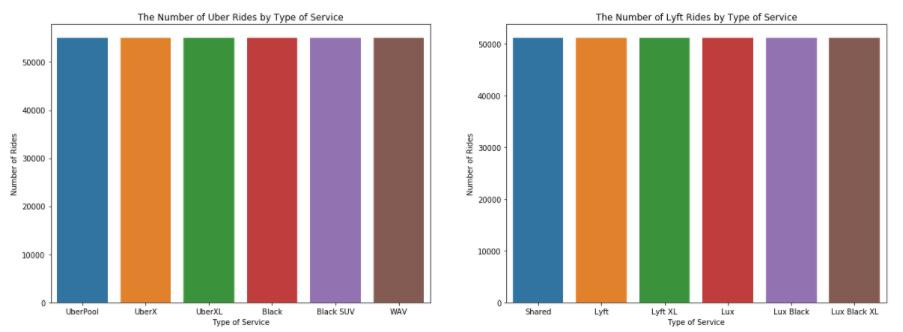 The Number of Uber Rides by Type of Service
Number of Rides
50000
40000
30000
20000
10000
0
UberPool UberX UberXL Black Black SUV WAV
Type of Service
The Number of Lyft Rides by Type of Service
Number of Rides
50000
40000
30000
20000
10000
0
Shared Lyft Lyft XL Lux Lux Black Lux Black XL
Type of Service